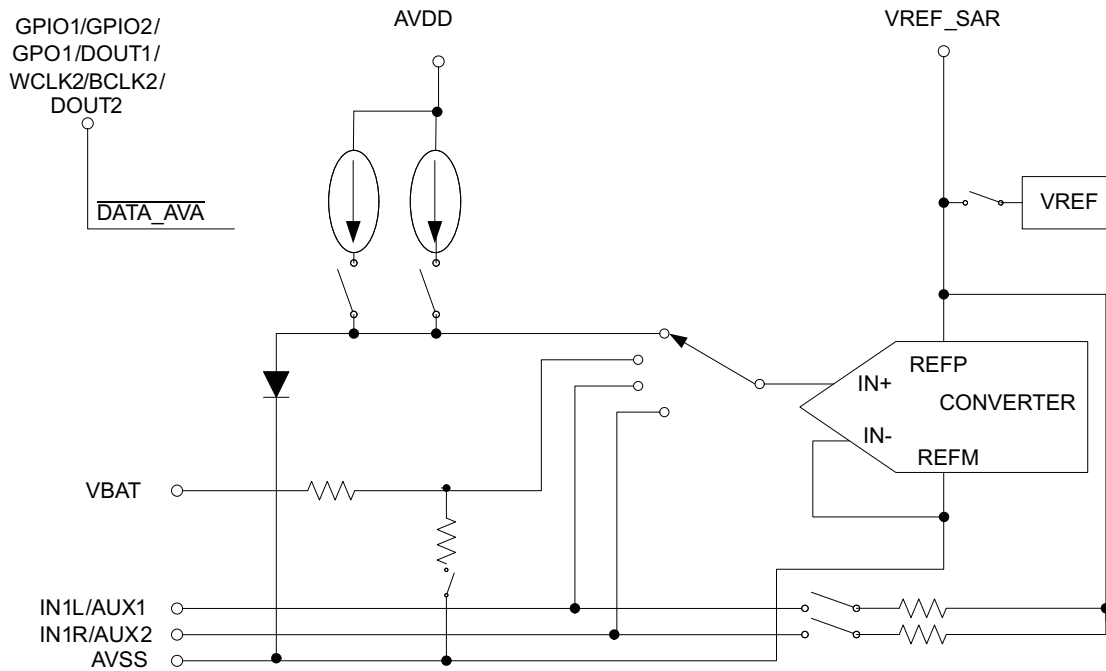 GPIO1/GPIO2/
GPO1/DOUT1/
WCLK2/BCLK2/
DOUT2
AVDD
VREF_SAR
DATA_AVA
VREF
REFP
IN+
CONVERTER
IN-
REFM
VBAT
IN1L/AUX1
IN1R/AUX2
AVSS